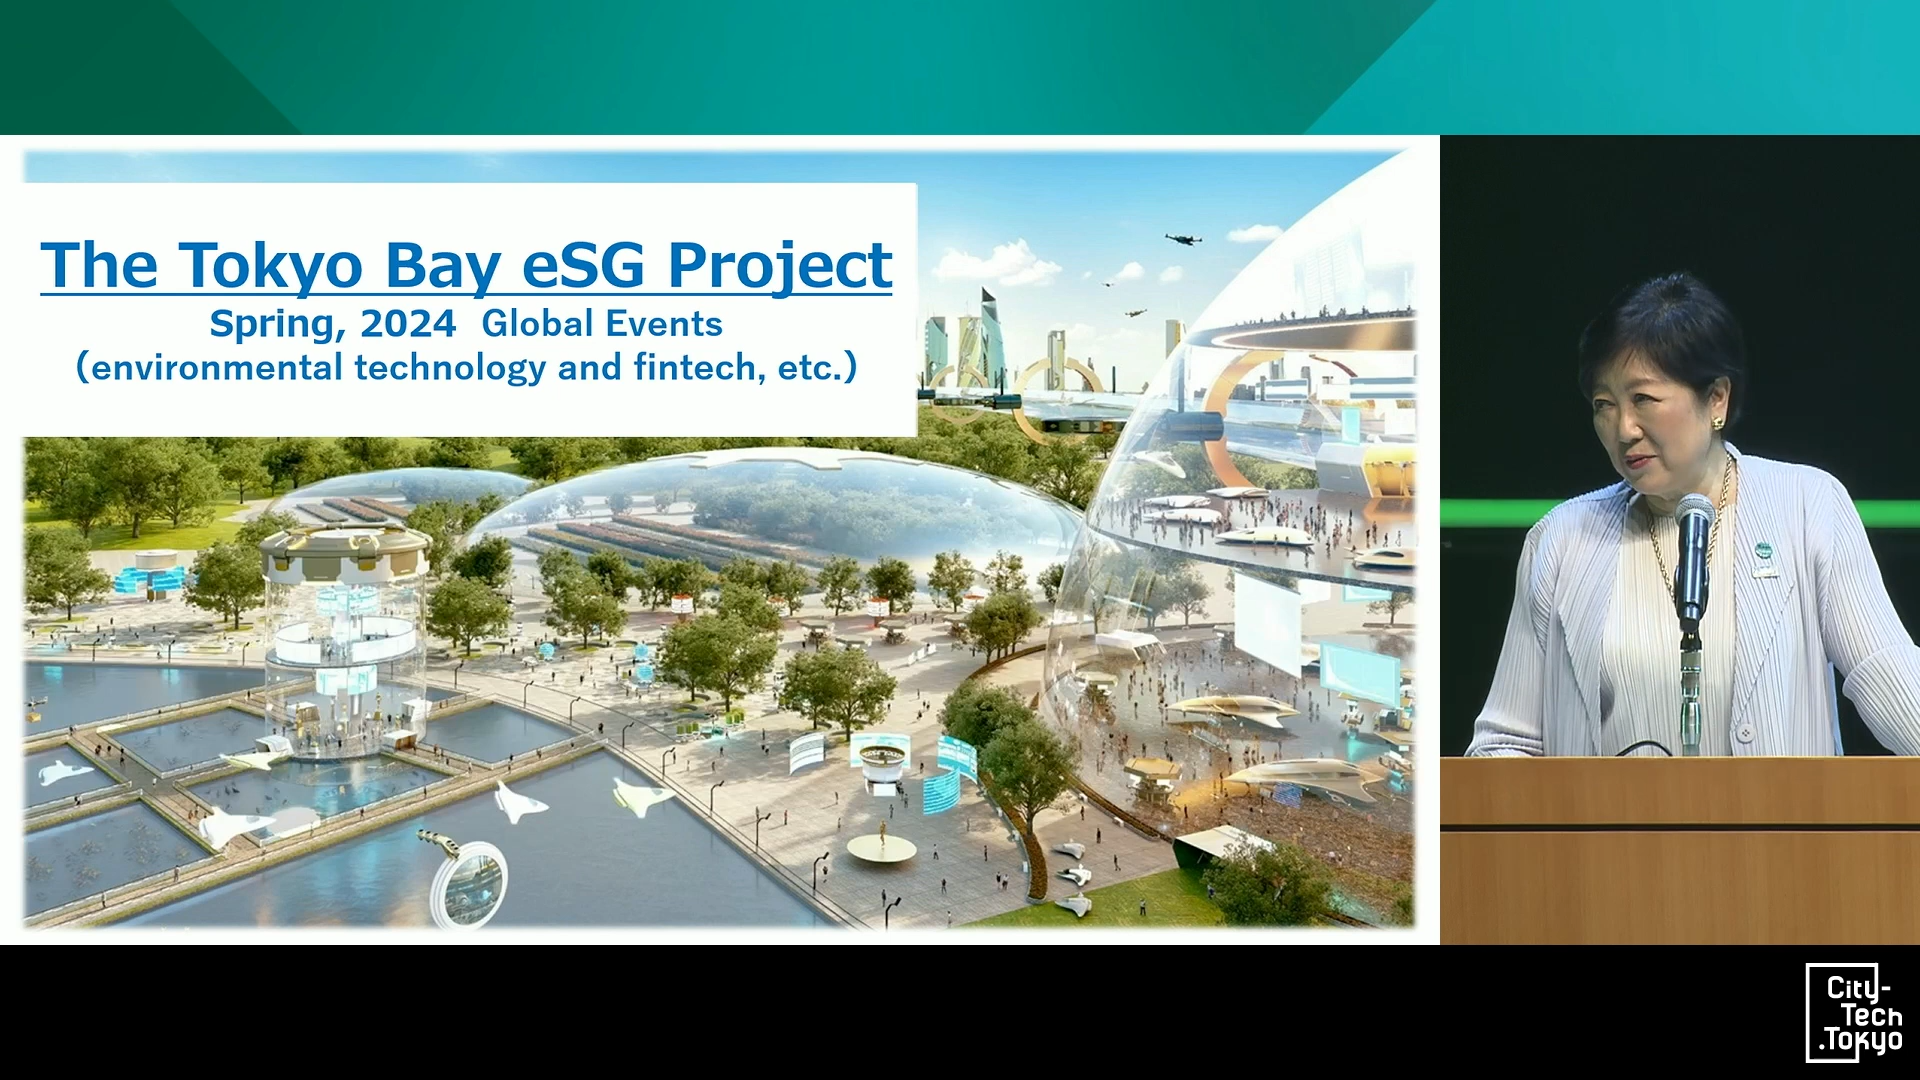 The Tokyo Bay eSG Project
Spring, 2024 Global Events
(environmental technology and fintech, etc.)
City-
Tech
.Tokyo